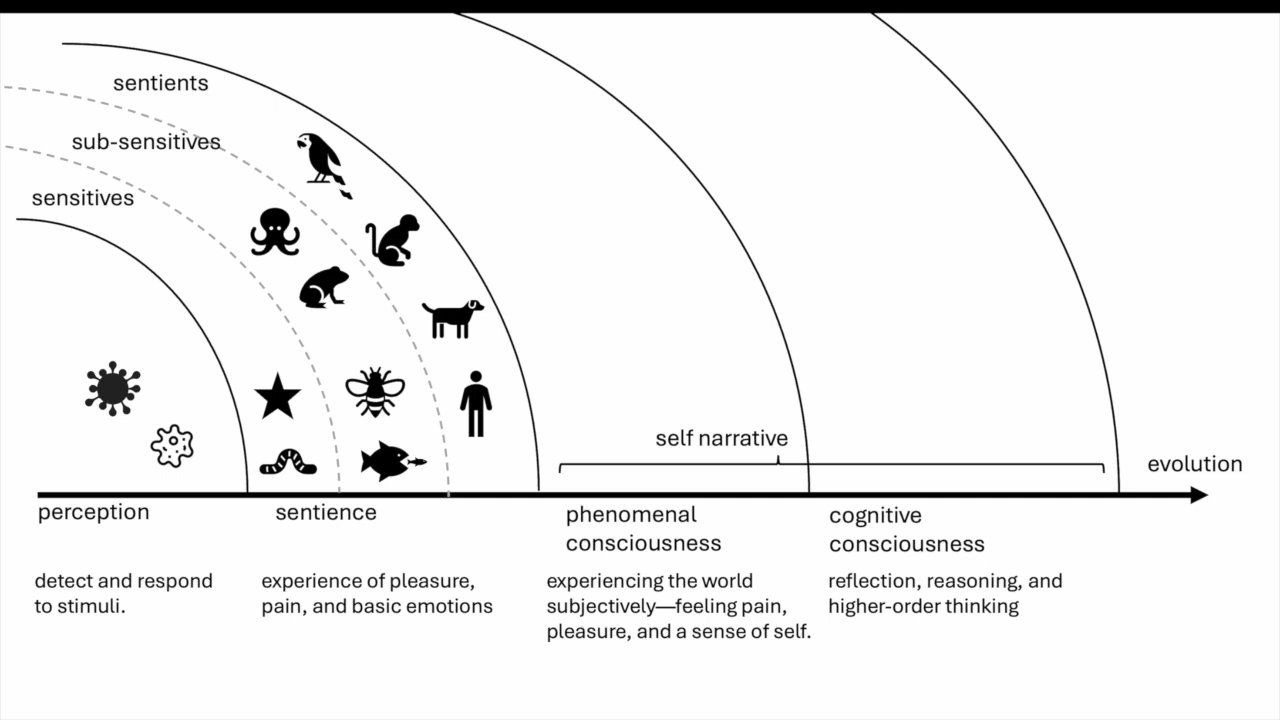 sentients
sub-sensitives
sensitives
self narrative
evolution
perception
sentience
phenomenal
consciousness
cognitive
consciousness
detect and respond
to stimuli.
experience of pleasure,
pain, and basic emotions
experiencing the world
subjectively—feeling pain,
pleasure, and a sense of self.
reflection, reasoning, and
higher-order thinking